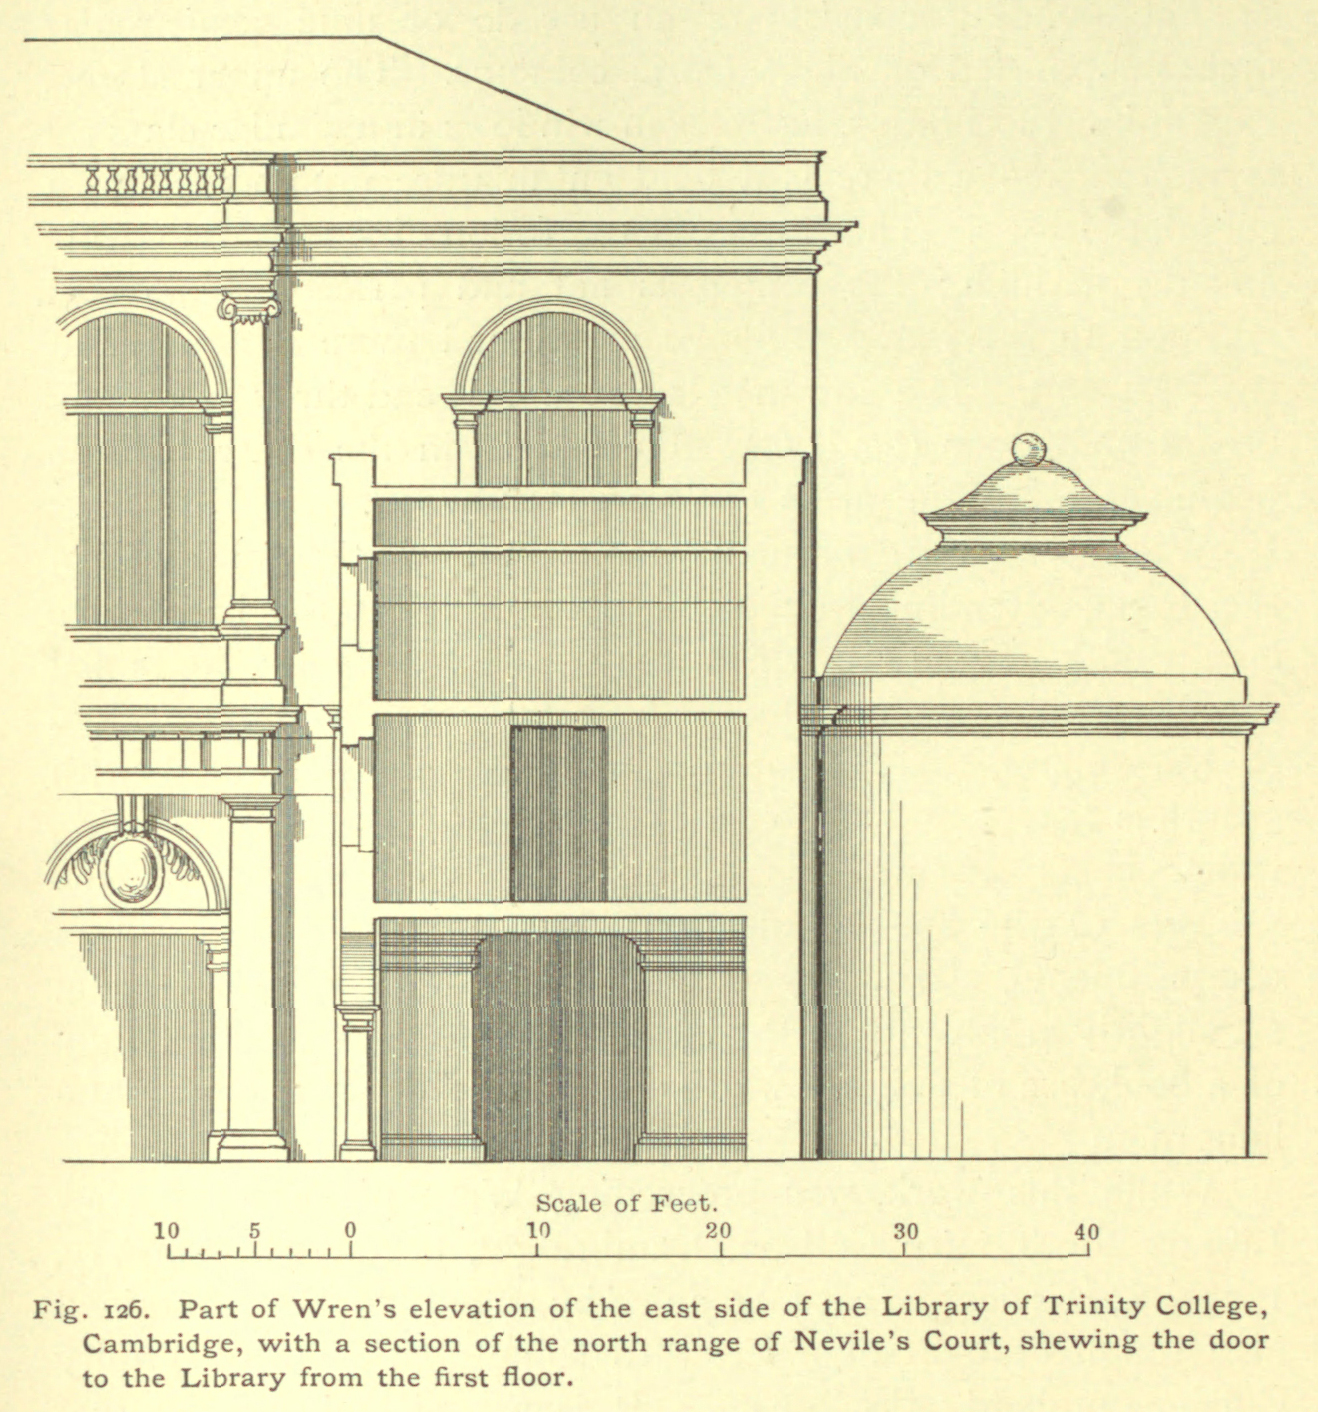 Scale of Feet.
10 5 0 10 20 30 40
Fig. 126. Part of Wren's elevation of the east side of the Library of Trinity College,
Cambridge, with a section of the north range of Nevile's Court, shewing the door
to the Library from the first floor.